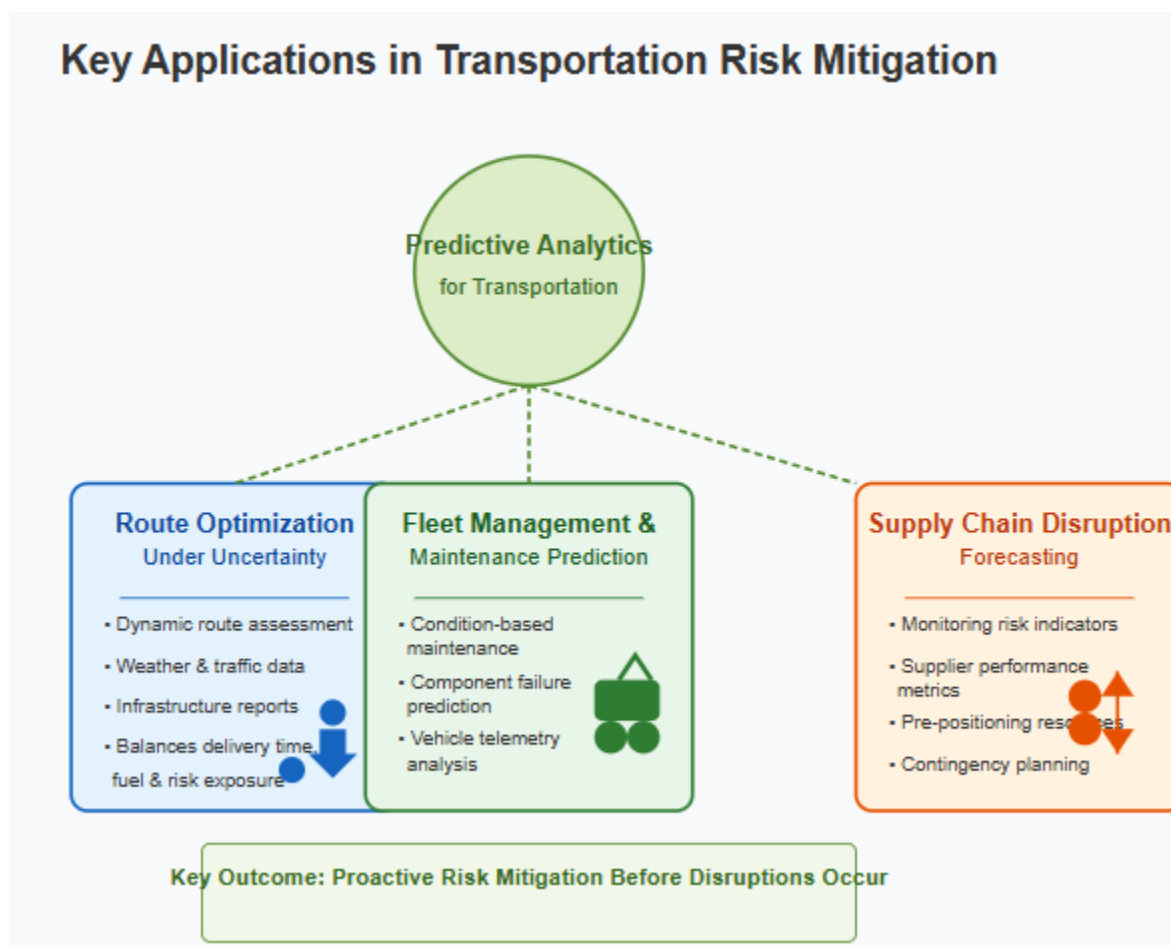 Key Applications in Transportation Risk Mitigation
Predictive Analytics
for Transportation
Route Optimization
Under Uncertainty
▪ Dynamic route assessment
▪ Weather & traffic data
▪ Infrastructure reports
▪ Balances delivery time,
fuel & risk exposure
Fleet Management &
Maintenance Prediction
▪ Condition-based
maintenance
▪ Component failure
prediction
▪ Vehicle telemetry
analysis
Supply Chain Disruption
Forecasting
▪ Monitoring risk indicators
▪ Supplier performance
metrics
▪ Pre-positioning resources
▪ Contingency planning
Key Outcome: Proactive Risk Mitigation Before Disruptions Occur